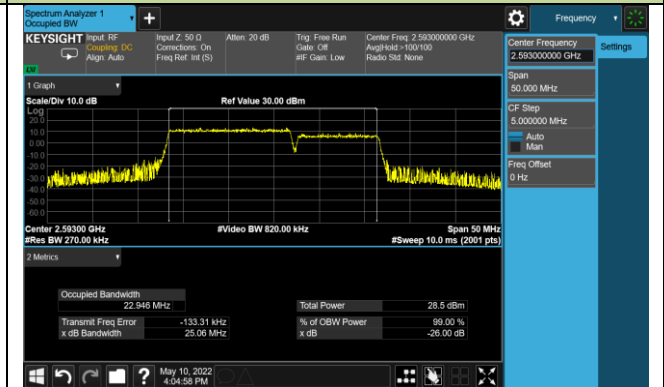 Spectrum Analyzer 1
Occupied BW
+
Frequency
KEYSIGHT
Input: RF
Coupling: DC
Align: Auto
Input Z: 50 Ω
Corrections: On
Freq Ref: Int (S)
Atten: 20 dB
Trig: Free Run
Gate: Off
#IF Gain: Low
Center Freq: 2.593000000 GHz
Avg|Hold:>100/100
Radio Std: None
Center Frequency
2.593000000 GHz
Settings
Span
50.000 MHz
CF Step
5.000000 MHz
Auto
Man
Freq Offset
0 Hz
1 Graph
Scale/Div 10.0 dB
Ref Value 30.00 dBm
Log
20.0
10.0
0.00
-10.0
-20.0
-30.0
-40.0
-50.0
-60.0
Center 2.59300 GHz
#Video BW 820.00 kHz
Span 50 MHz
#Res BW 270.00 kHz
#Sweep 10.0 ms (2001 pts)
2 Metrics
Occupied Bandwidth
22.946 MHz
Total Power
28.5 dBm
Transmit Freq Error
-133.31 kHz
% of OBW Power
99.00 %
x dB Bandwidth
25.06 MHz
x dB
-26.00 dB
?
May 10, 2022
4:04:58 PM